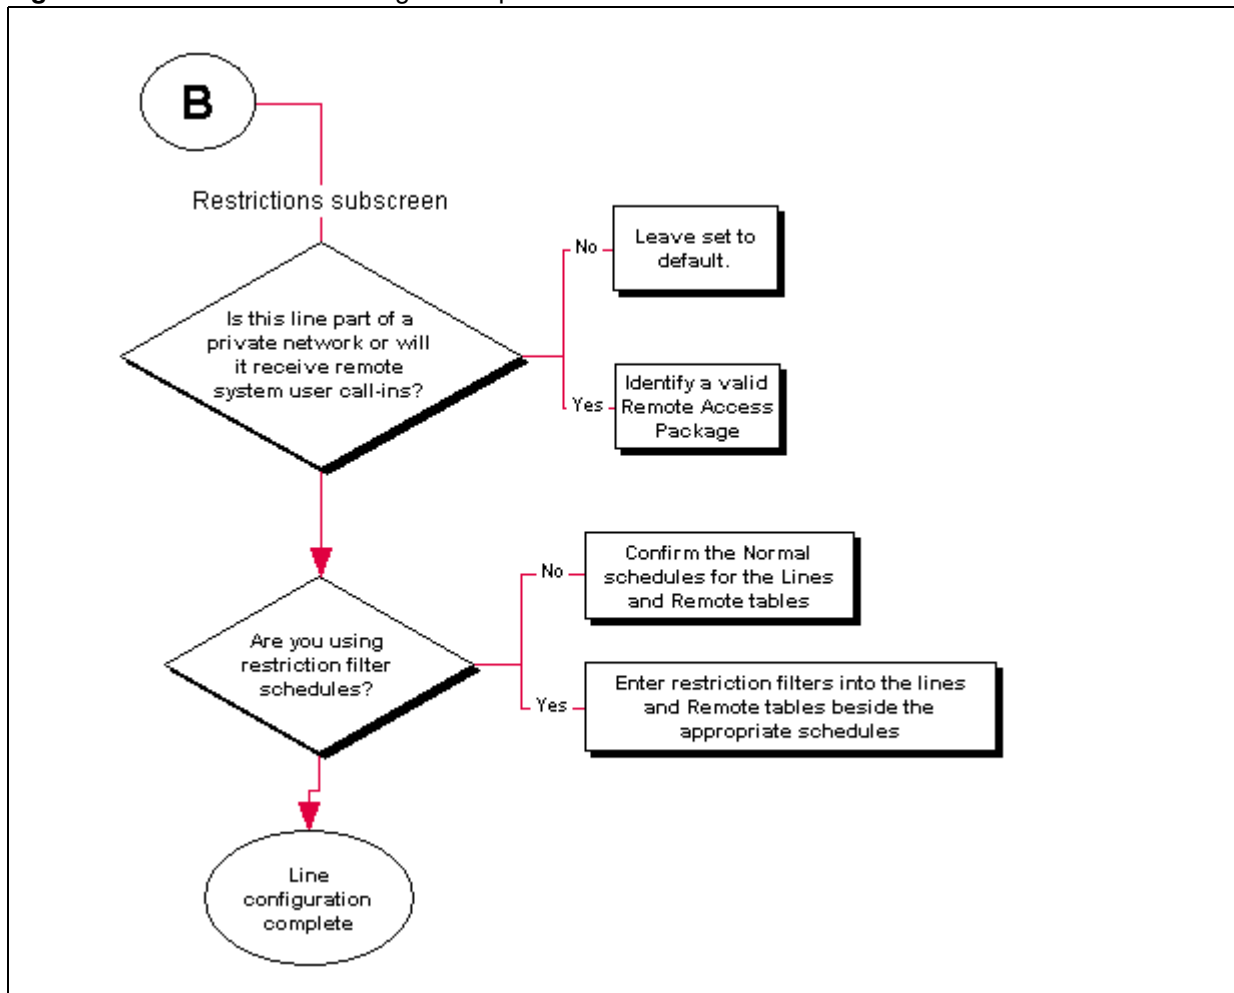 B
Restrictions subscreen
Is this line part of a
private network or will
it receive remote
system user call-ins?
No
Leave set to
default.
Yes
Identify a valid
Remote Access
Package
Are you using
restriction filter
schedules?
No
Confirm the Normal
schedules for the Lines
and Remote tables
Yes
Enter restriction filters into the lines
and Remote tables beside the
appropriate schedules
Line
configuration
complete